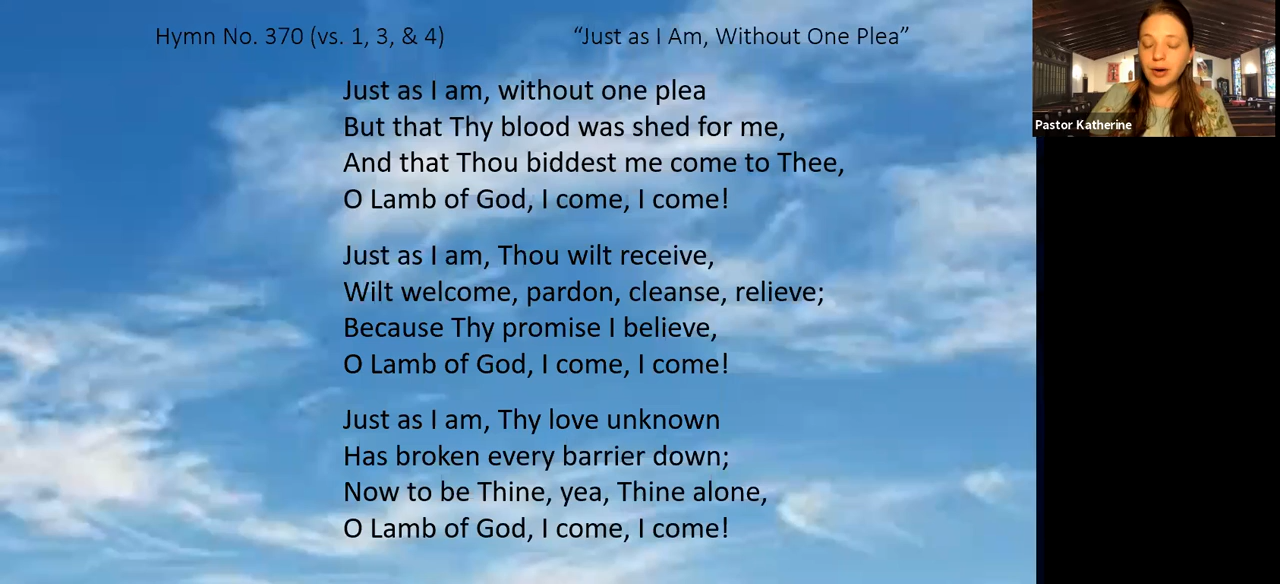 Hymn No. 370 (vs. 1, 3, & 4) “Just as I Am, Without One Plea”
Just as I am, without one plea
But that Thy blood was shed for me,
And that Thou biddest me come to Thee,
O Lamb of God, I come, I come!
Just as I am, Thou wilt receive,
Wilt welcome, pardon, cleanse, relieve;
Because Thy promise I believe,
O Lamb of God, I come, I come!
Just as I am, Thy love unknown
Has broken every barrier down;
Now to be Thine, yea, Thine alone,
O Lamb of God, I come, I come!
Pastor Katherine